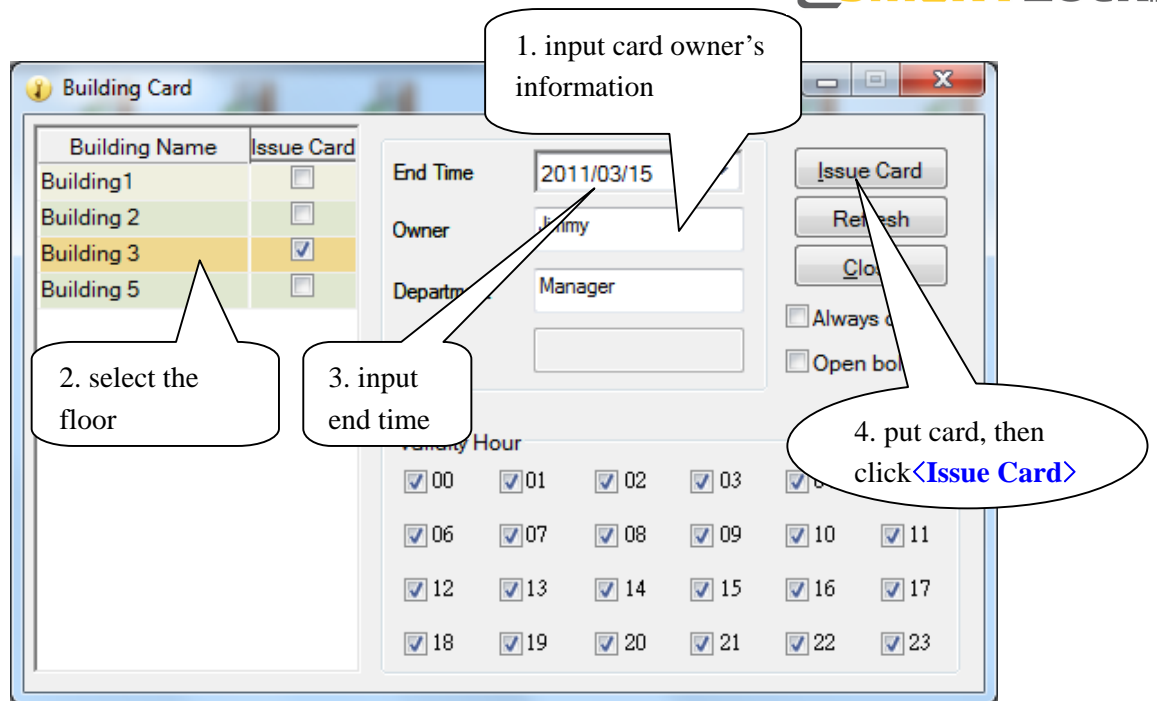 1. input card owner’s
information
Building Card
Building Name Issue Card
Building1
Building 2
Building 3
Building 5
End Time 2011/03/15
Owner Jimmy
Manager
Issue Card
Refresh
Close
Always
Open
2. select the
floor
3. input
end time
4. put card, then
click<Issue Card>
Validity Hour
00 01 02 03
06 07 08 09 10 11
12 13 14 15 16 17
18 19 20 21 22 23